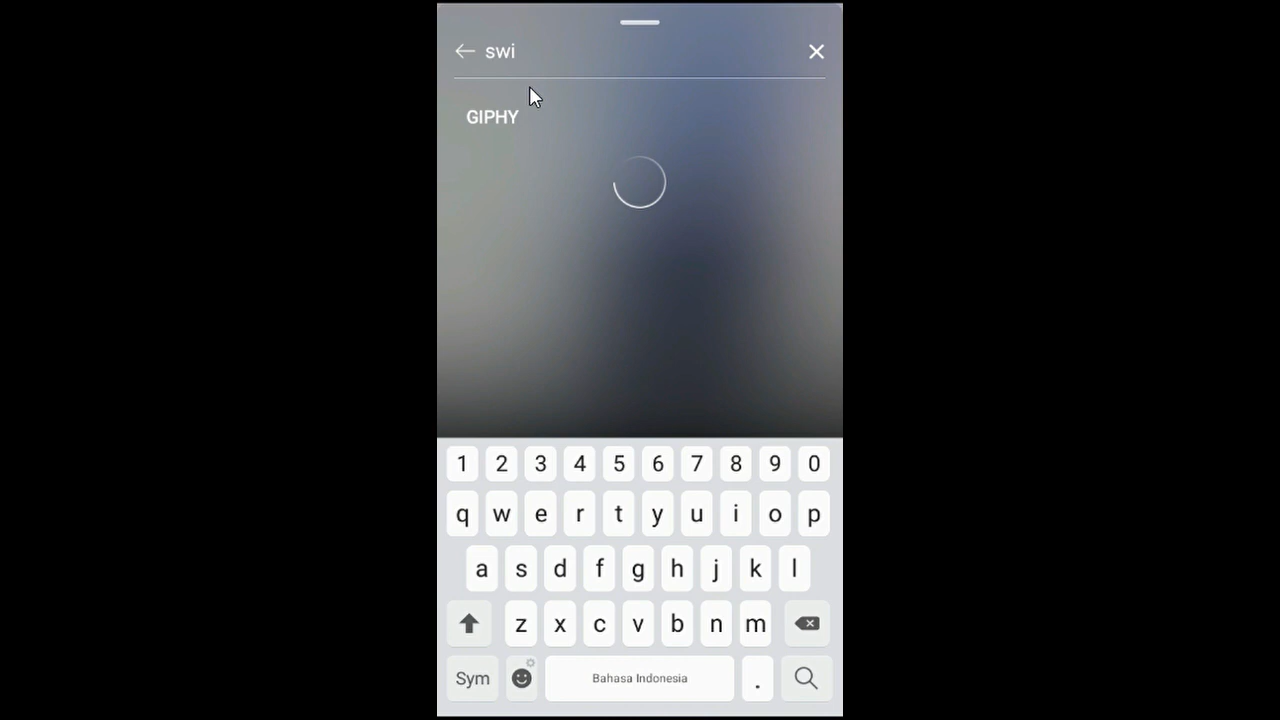 swi
GIPHY
1 2 3 4 5 6 7 8 9 0
q w e r t y u i o p
a s d f g h j k l
z x c v b n m
Sym Bahasa Indonesia .